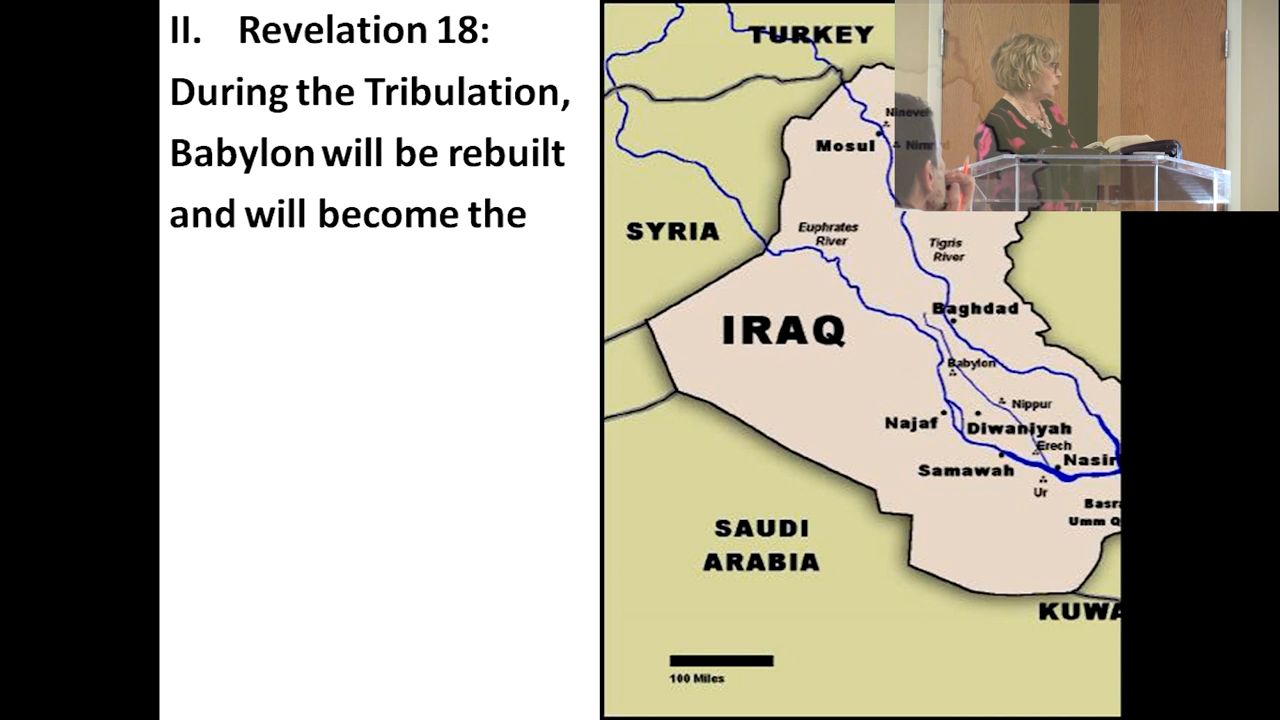 II. Revelation 18:
During the Tribulation,
Babylon will be rebuilt
and will become the
TURKEY
Mosul
SYRIA
Euphrates
River
Tigris
River
Baghdad
IRAQ
Babylon
Nippur
Najaf
Diwaniyah
Erech
Samawah
Ur
SAUDI
ARABIA
100 Miles